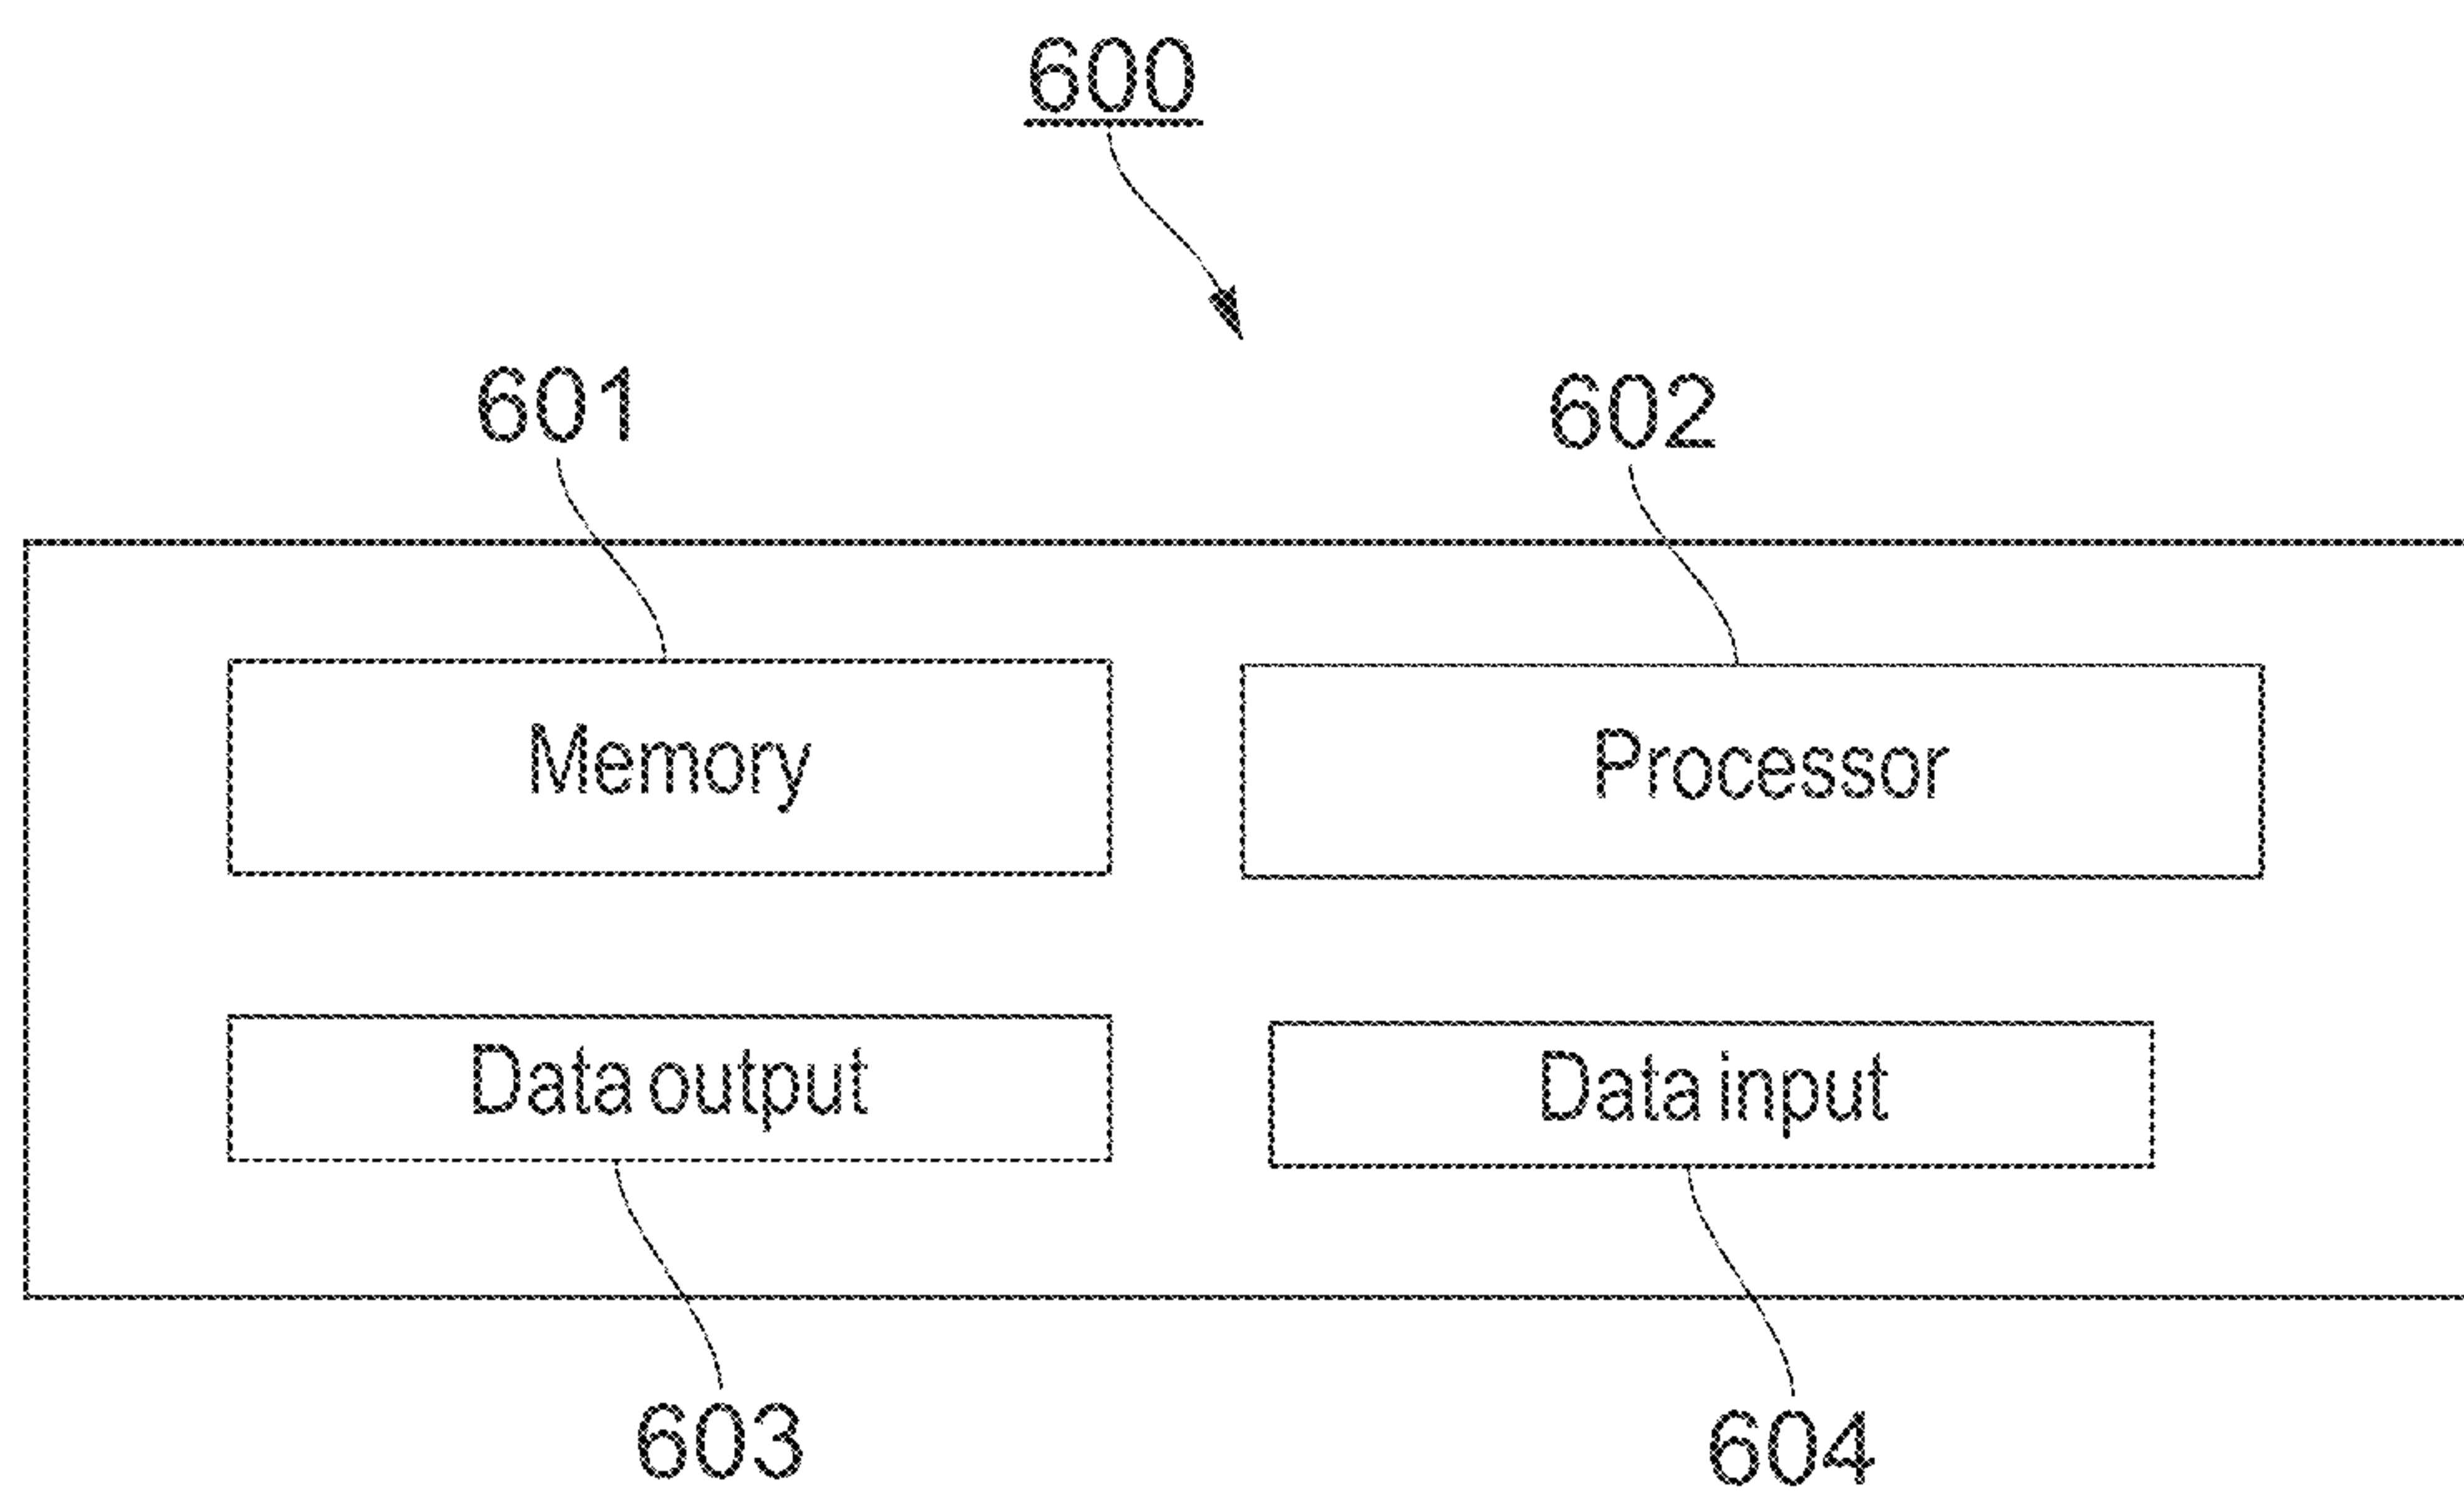 600
601
602
Memory
Processor
Data output
Data input
603
604